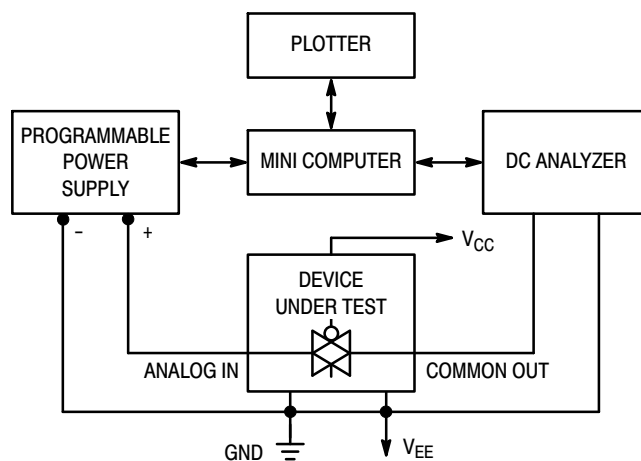 PLOTTER
PROGRAMMABLE
POWER
SUPPLY
MINI COMPUTER
DC ANALYZER
– +
VCC
DEVICE
UNDER TEST
ANALOG IN
COMMON OUT
GND
VEE